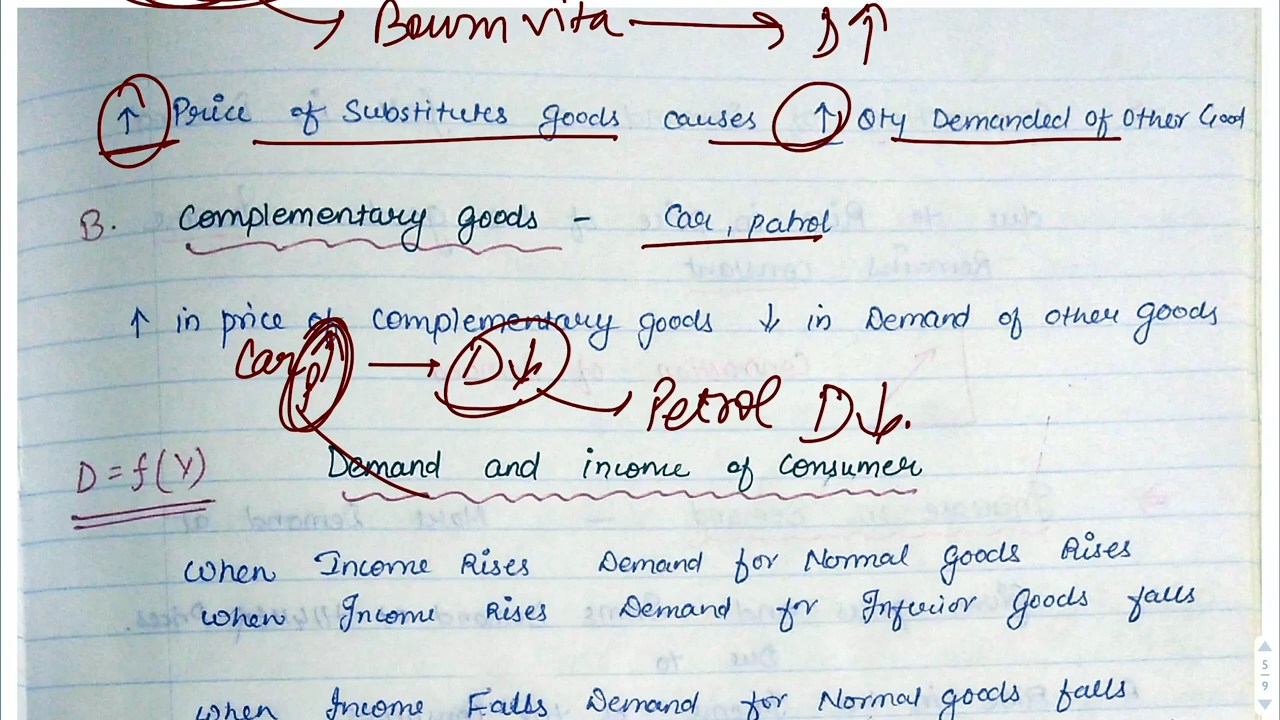 Bournvita → D↑
↑ Price of Substitutes goods causes ↑ Qty Demanded of Other Good
B. Complementary goods - Car, patrol
↑ in price of complementary goods ↓ in Demand of other goods
Car P↑ → D↓ → Petrol D↓.
D = f(Y) Demand and income of consumer
When Income Rises Demand for Normal goods Rises
when Income Rises Demand for Inferior Goods falls
when Income Falls Demand for Normal goods falls
5
9